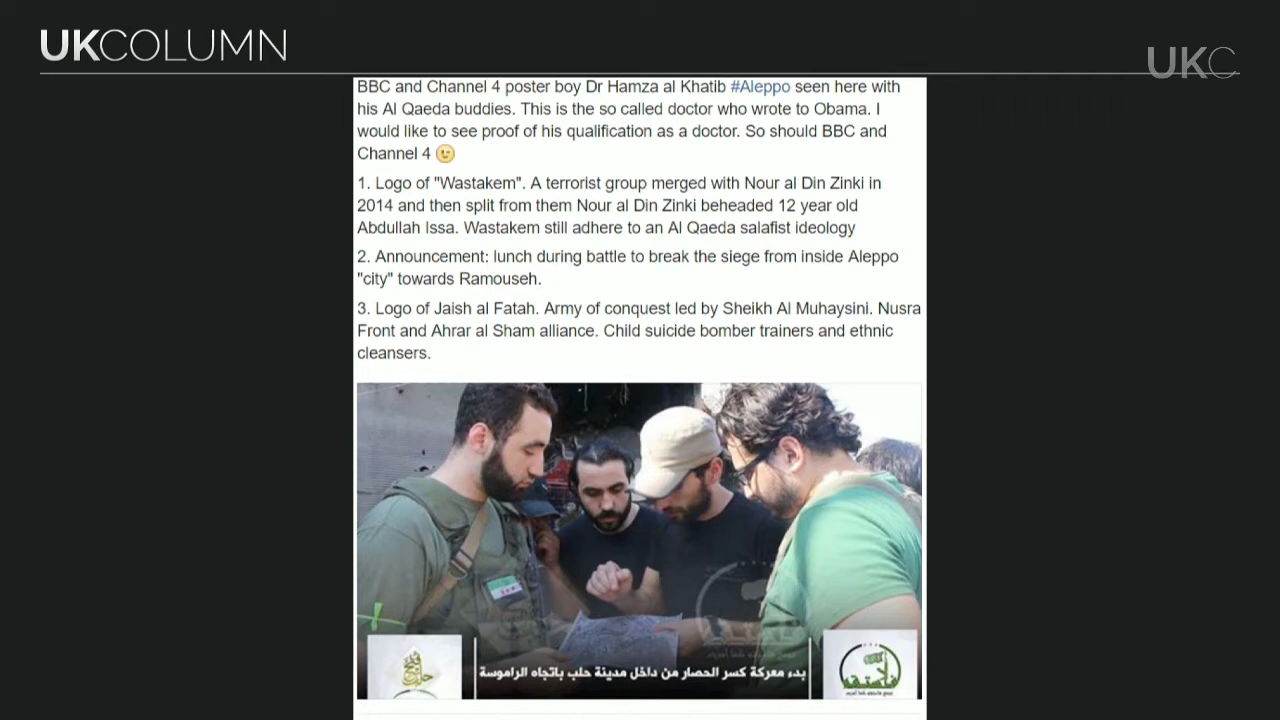 UKCOLUMN
UKC
BBC and Channel 4 poster boy Dr Hamza al Khatib #Aleppo seen here with
his Al Qaeda buddies. This is the so called doctor who wrote to Obama. I
would like to see proof of his qualification as a doctor. So should BBC and
Channel 4 😉
1. Logo of "Wastakem". A terrorist group merged with Nour al Din Zinki in
2014 and then split from them Nour al Din Zinki beheaded 12 year old
Abdullah Issa. Wastakem still adhere to an Al Qaeda salafist ideology
2. Announcement: lunch during battle to break the siege from inside Aleppo
"city" towards Ramouseh.
3. Logo of Jaish al Fatah. Army of conquest led by Sheikh Al Muhaysini. Nusra
Front and Ahrar al Sham alliance. Child suicide bomber trainers and ethnic
cleansers.
بدء معركة كسر الحصار من داخل مدينة حلب باتجاه الراموسة